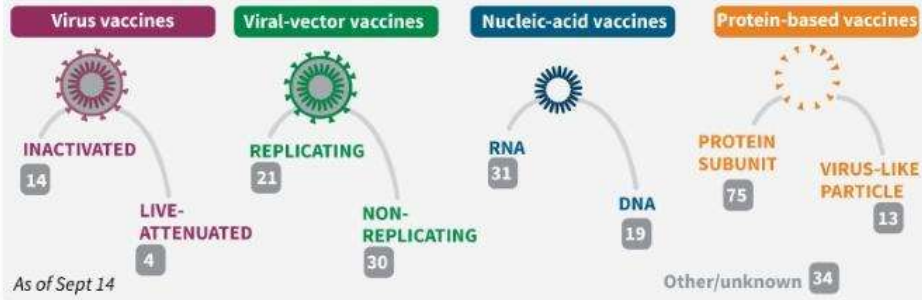 Virus vaccines
INACTIVATED
14
LIVE-
ATTENUATED
4
Viral-vector vaccines
REPLICATING
21
NON-
REPLICATING
30
Nucleic-acid vaccines
RNA
31
DNA
19
Protein-based vaccines
PROTEIN
SUBUNIT
75
VIRUS-LIKE
PARTICLE
13
As of Sept 14
Other/unknown 34